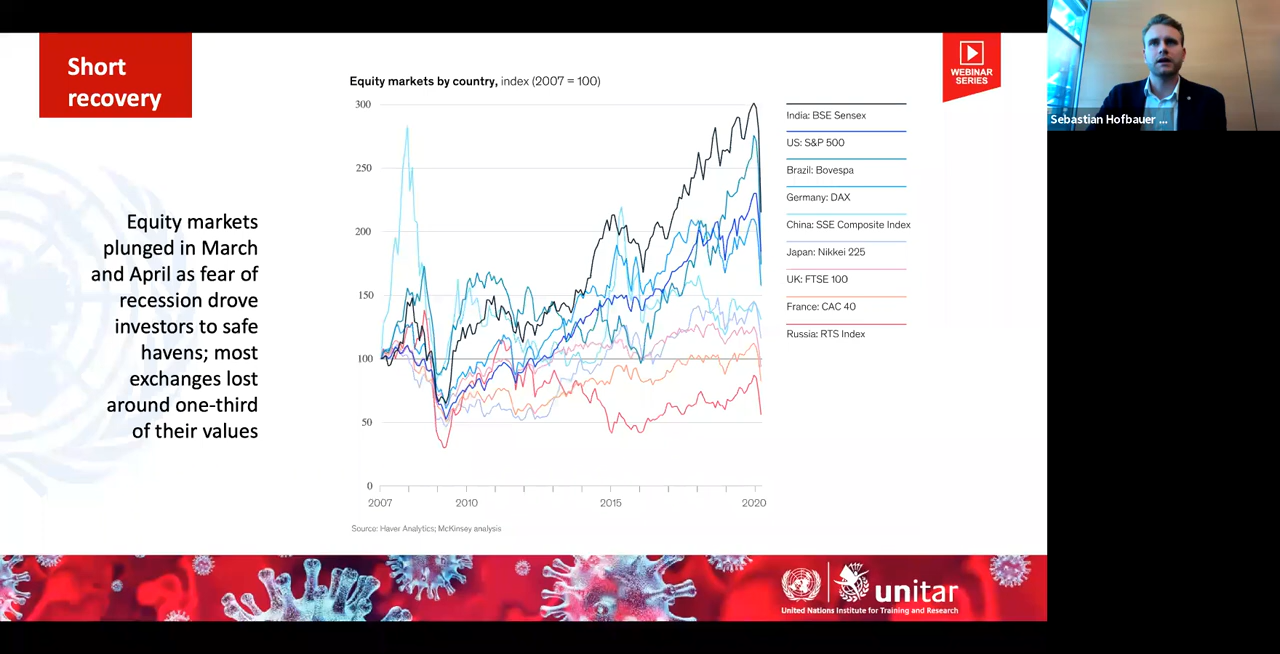 Short
recovery
Equity markets
plunged in March
and April as fear of
recession drove
investors to safe
havens; most
exchanges lost
around one-third
of their values
Equity markets by country, index (2007 = 100)
300
250
200
150
100
50
0
2007 2010 2015 2020
India: BSE Sensex
US: S&P 500
Brazil: Bovespa
Germany: DAX
China: SSE Composite Index
Japan: Nikkei 225
UK: FTSE 100
France: CAC 40
Russia: RTS Index
Source: Haver Analytics; McKinsey analysis
WEBINAR
SERIES
Sebastian Hofbauer ...
unitar
United Nations Institute for Training and Research